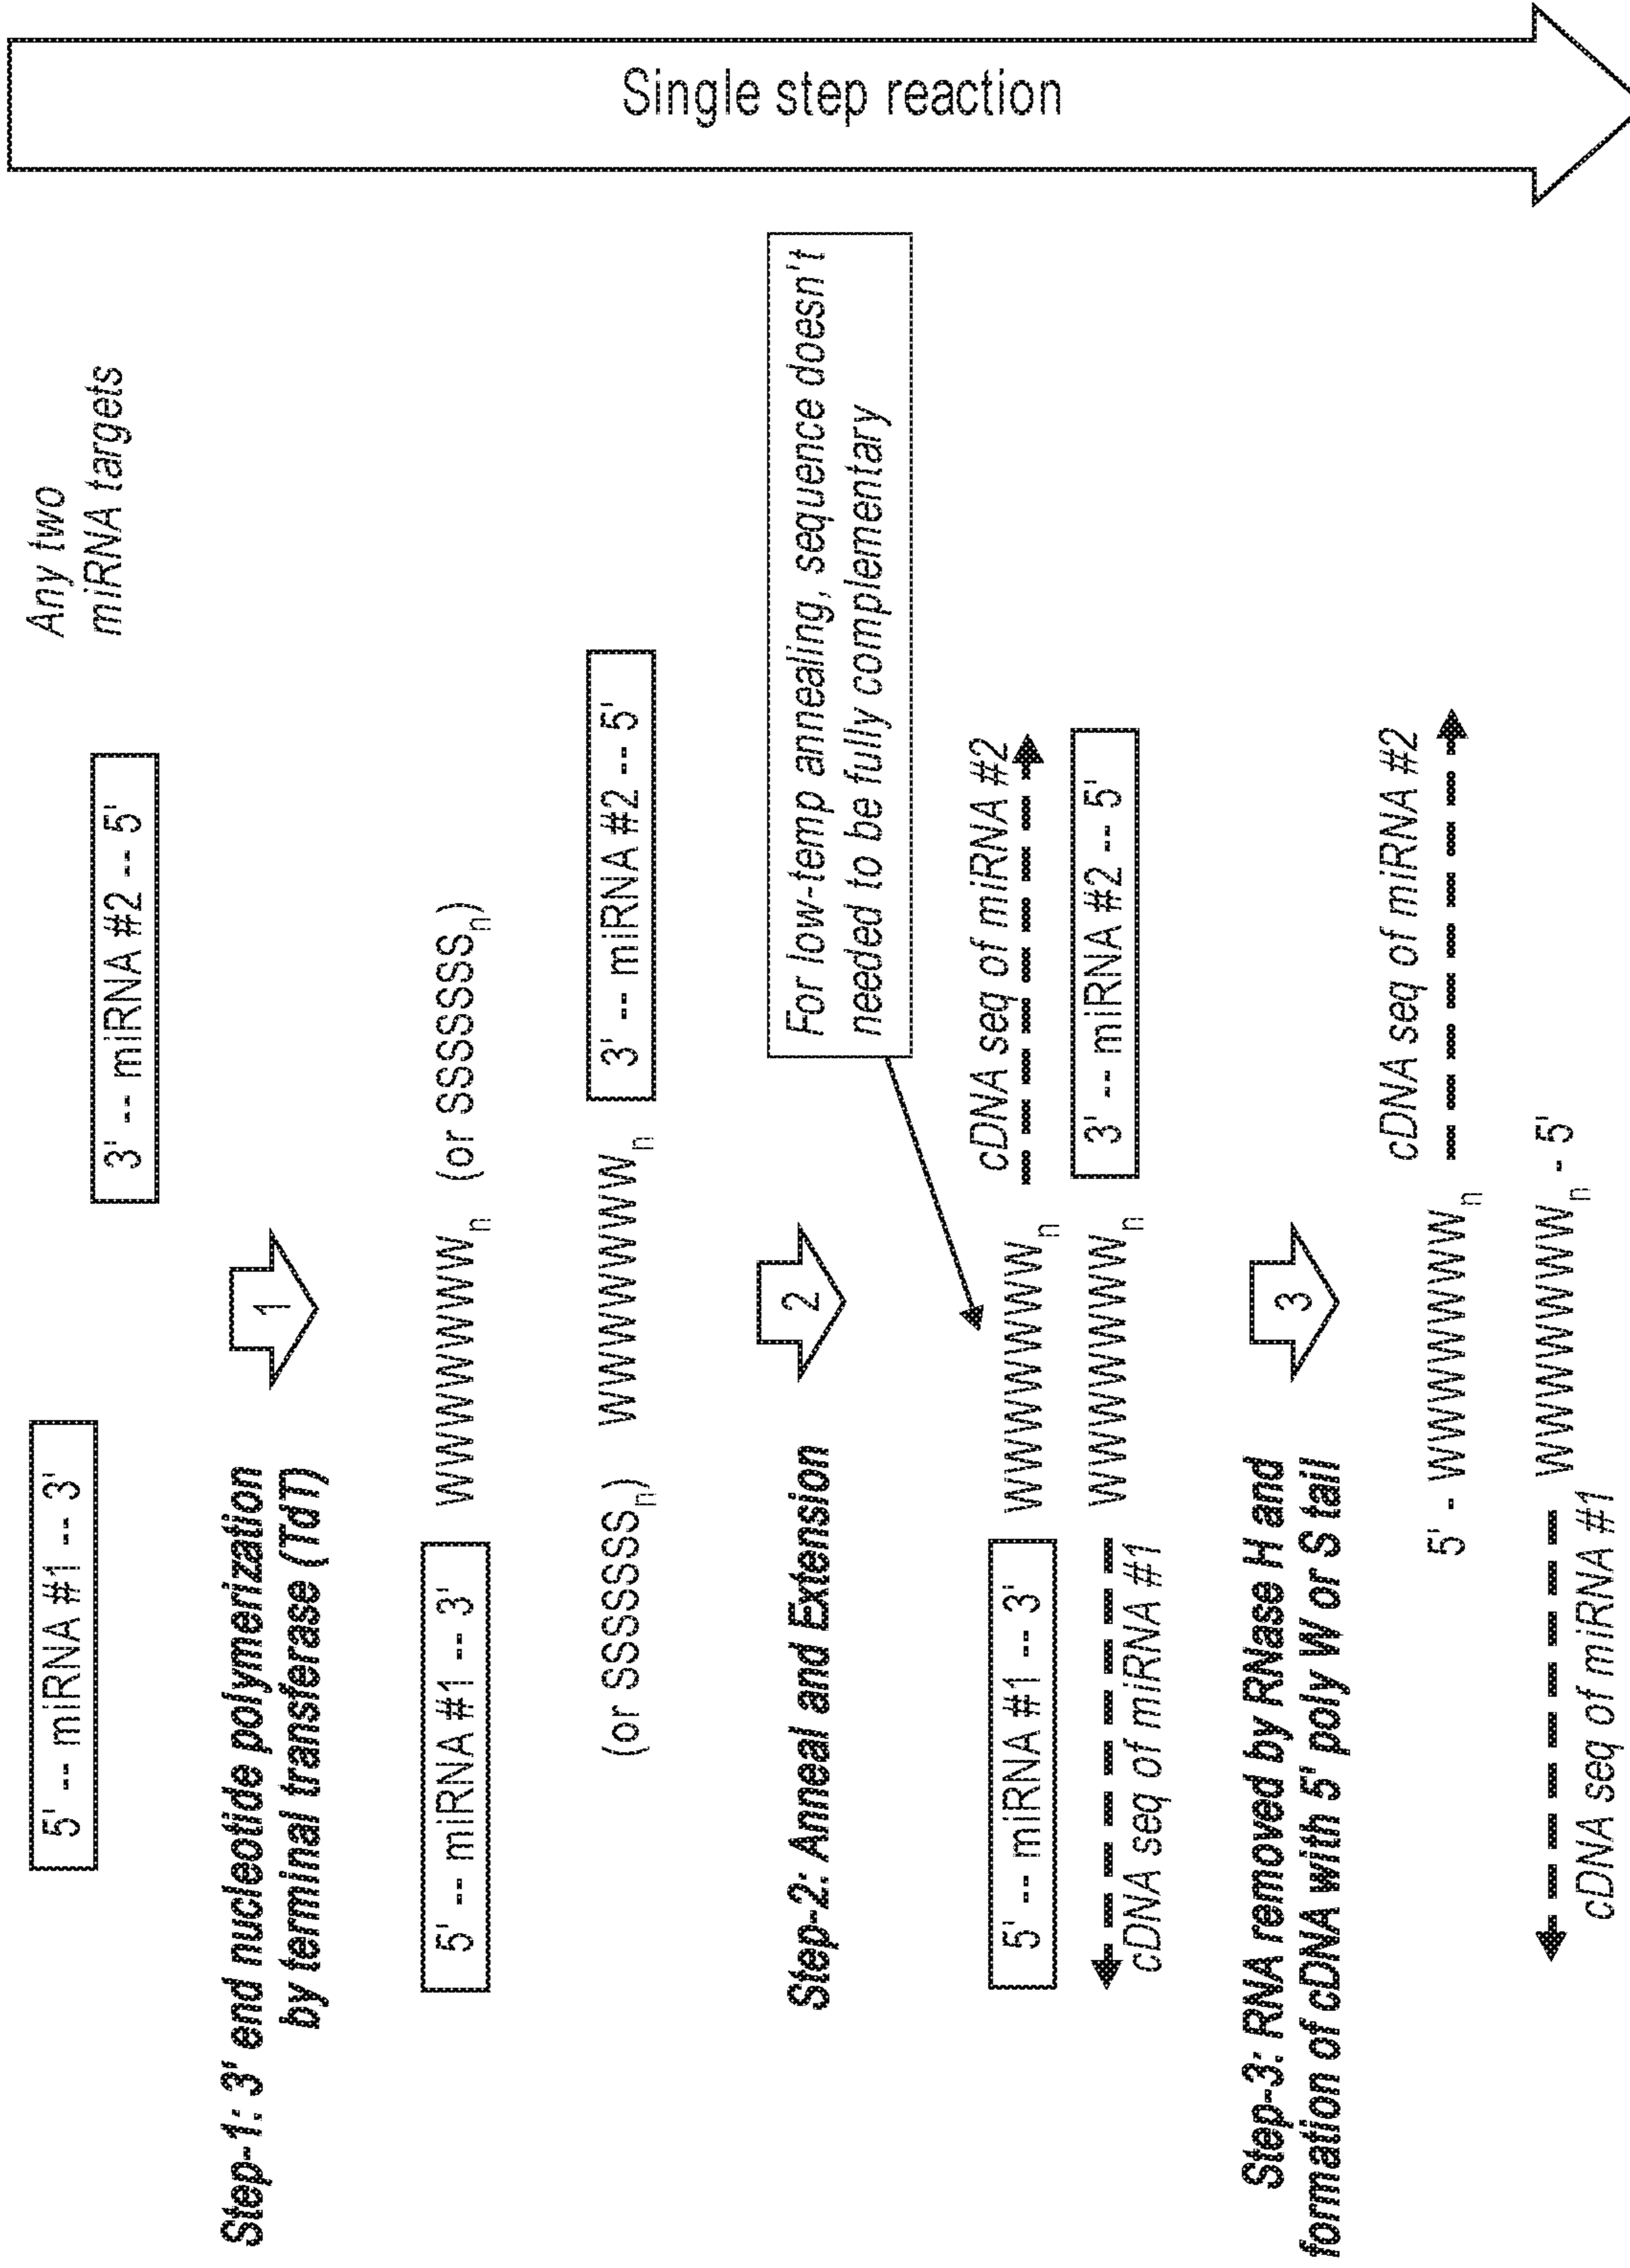 Any two
miRNA targets
5' -- miRNA #1 -- 3'
3' -- miRNA #2 -- 5'
Step-1: 3' end nucleotide polymerization
by terminal transferase (TdT)
1
5' -- miRNA #1 -- 3' WWWWWWWₙ (or SSSSSSSₙ)
(or SSSSSSSₙ) WWWWWWWₙ 3' -- miRNA #2 -- 5'
Step-2: Anneal and Extension
2
For low-temp annealing, sequence doesn't
needed to be fully complementary
cDNA seq of miRNA #2
5' -- miRNA #1 -- 3' WWWWWWWₙ
WWWWWWWₙ 3' -- miRNA #2 -- 5'
cDNA seq of miRNA #1
Step-3: RNA removed by RNase H and
formation of cDNA with 5' poly W or S tail
3
cDNA seq of miRNA #2
5' - WWWWWWWₙ
WWWWWWWₙ - 5'
cDNA seq of miRNA #1
Single step reaction